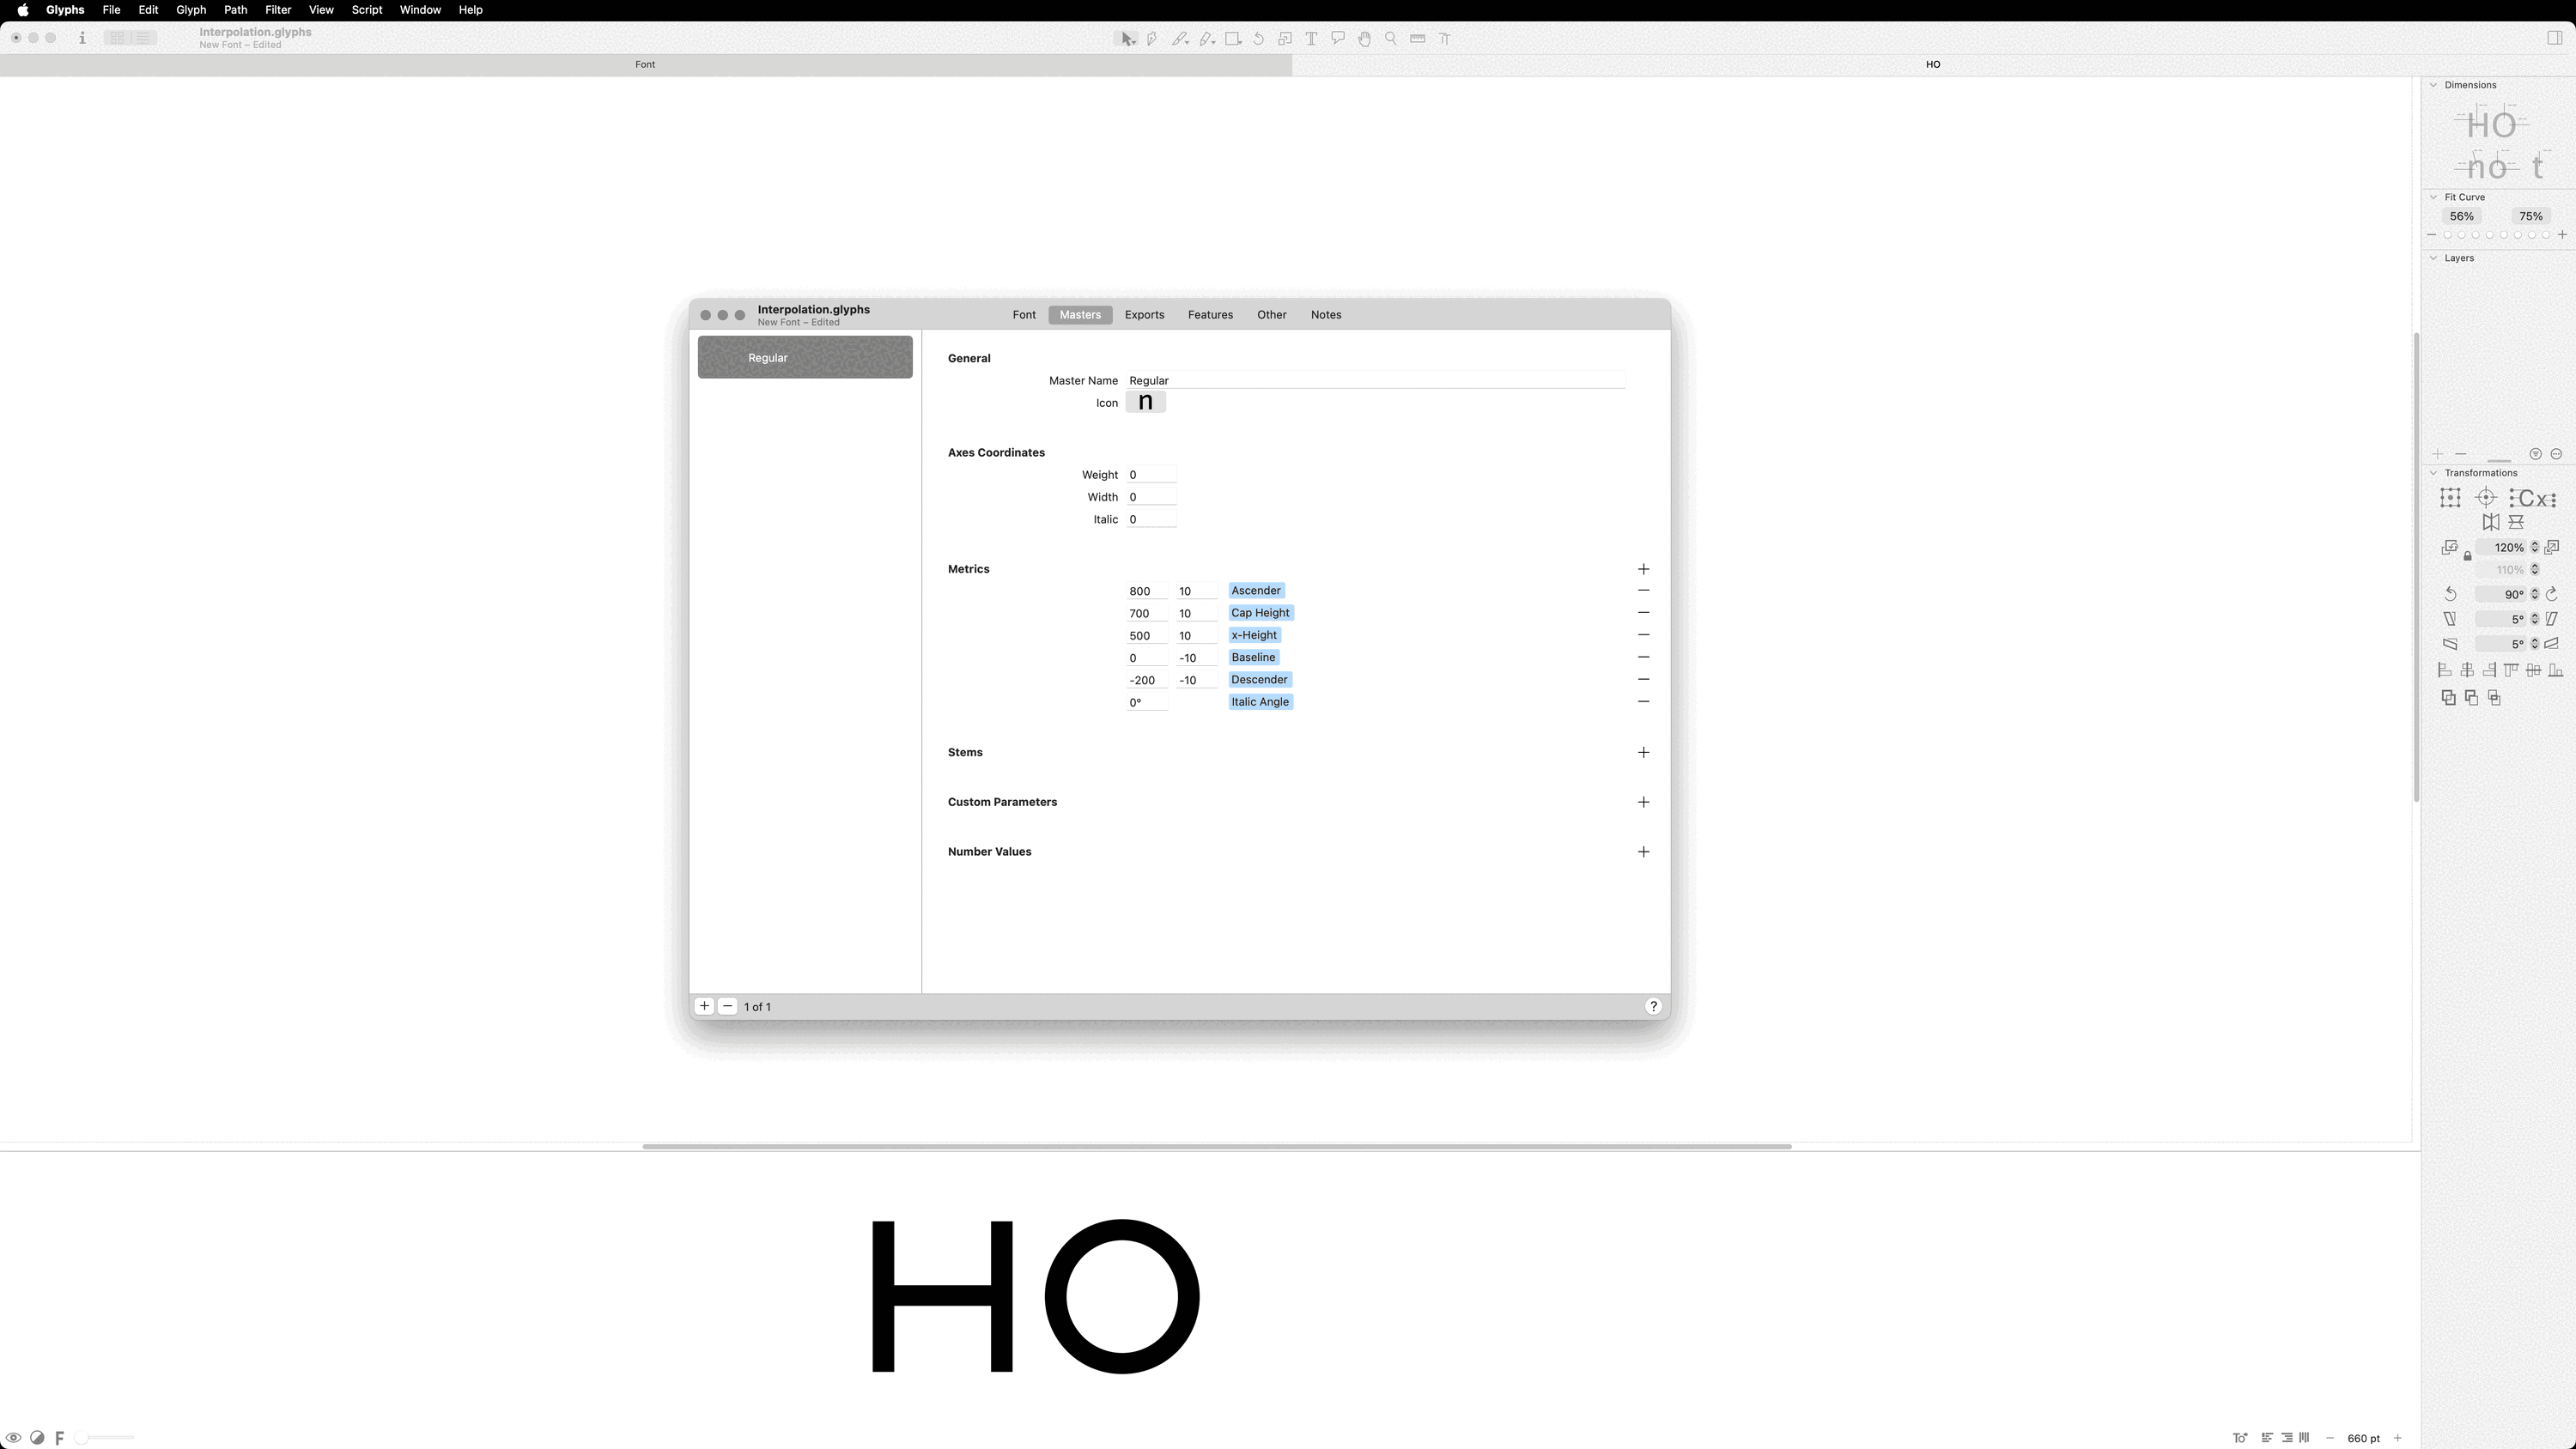 Glyphs File Edit Glyph Path Filter View Script Window Help
Interpolation.glyphs
New Font – Edited
Font
HO
Dimensions
HO
no t
Fit Curve
56% 75%
Layers
Transformations
Cx
120%
110%
90°
5°
5°
Interpolation.glyphs
New Font – Edited
Font Masters Exports Features Other Notes
Regular
General
Master Name Regular
Icon n
Axes Coordinates
Weight 0
Width 0
Italic 0
Metrics
800 10 Ascender
700 10 Cap Height
500 10 x-Height
0 -10 Baseline
-200 -10 Descender
0° Italic Angle
Stems
Custom Parameters
Number Values
1 of 1 ?
HO
F
660 pt